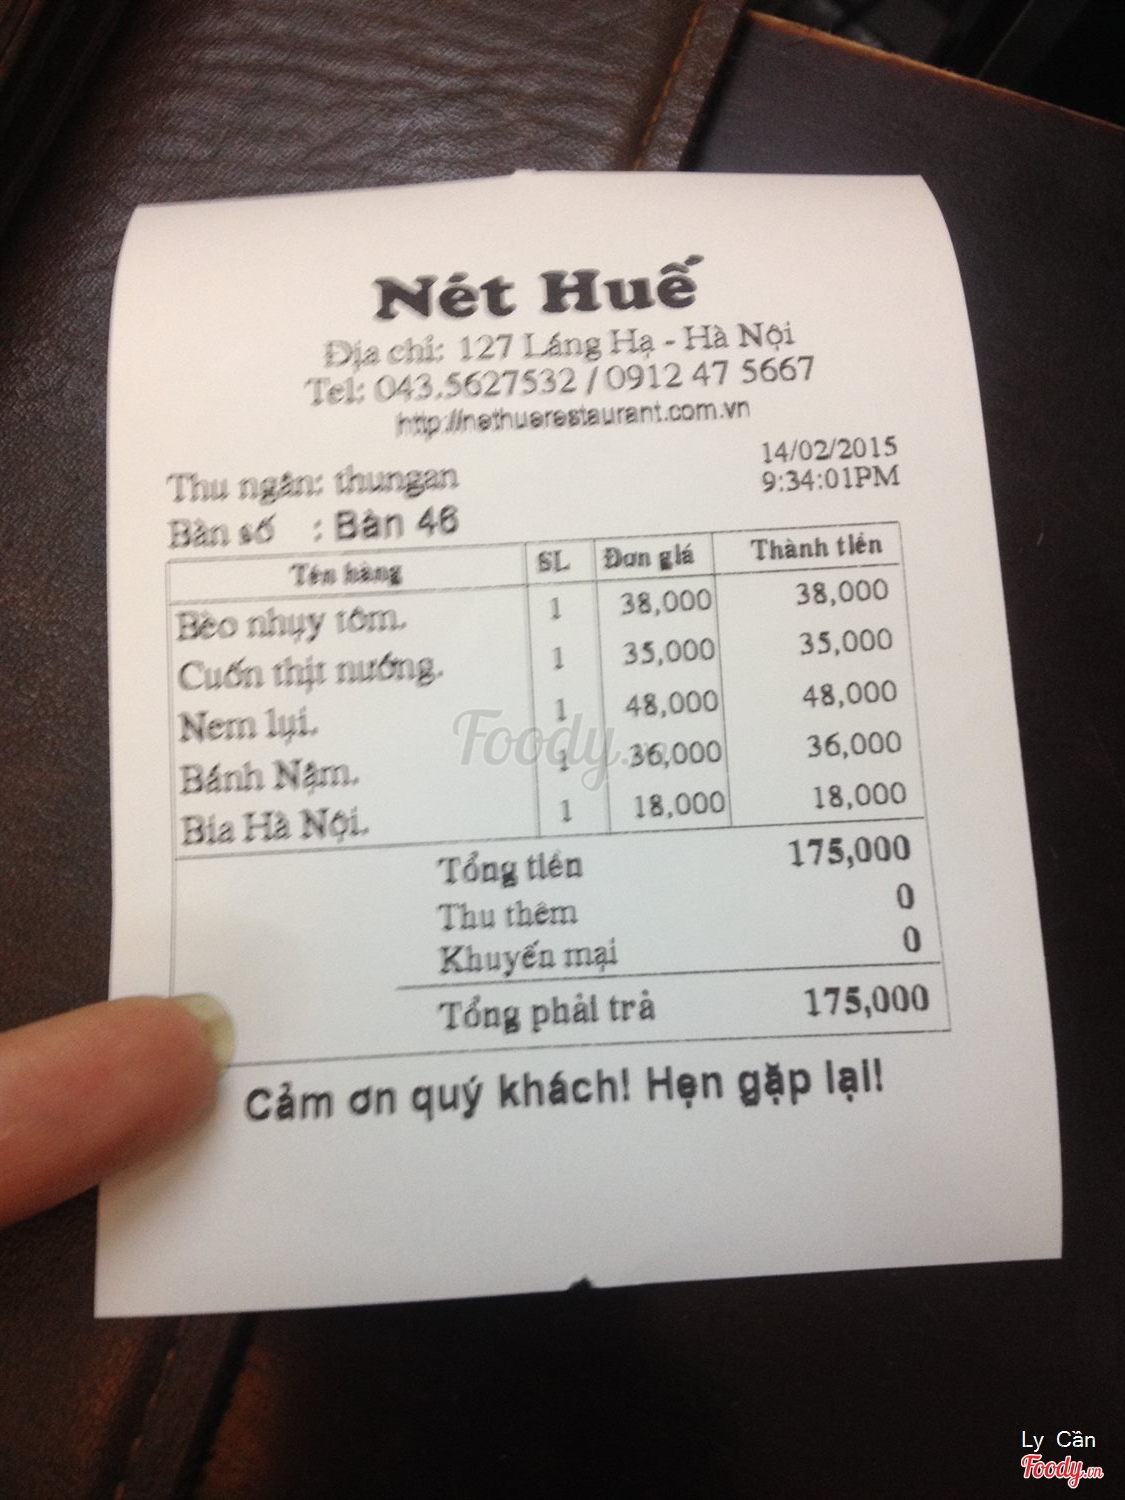 Nét Huế
Địa chỉ: 127 Láng Hạ - Hà Nội
Tel: 043.5627532 / 0912 47 5667
http://nethuerestaurant.com.vn
14/02/2015
Thu ngân: thungan 9:34:01PM
Bàn số : Bàn 46
Tên hàng SL Đơn giá Thành tiền
Bèo nhụy tôm. 1 38,000 38,000
Cuốn thịt nướng. 1 35,000 35,000
Nem lụi. 1 48,000 48,000
Bánh Nậm. 1 36,000 36,000
Bia Hà Nội. 1 18,000 18,000
Tổng tiền 175,000
Thu thêm 0
Khuyến mại 0
Tổng phải trả 175,000
Cảm ơn quý khách! Hẹn gặp lại!
Foody.vn
Ly Cần
Foody.vn